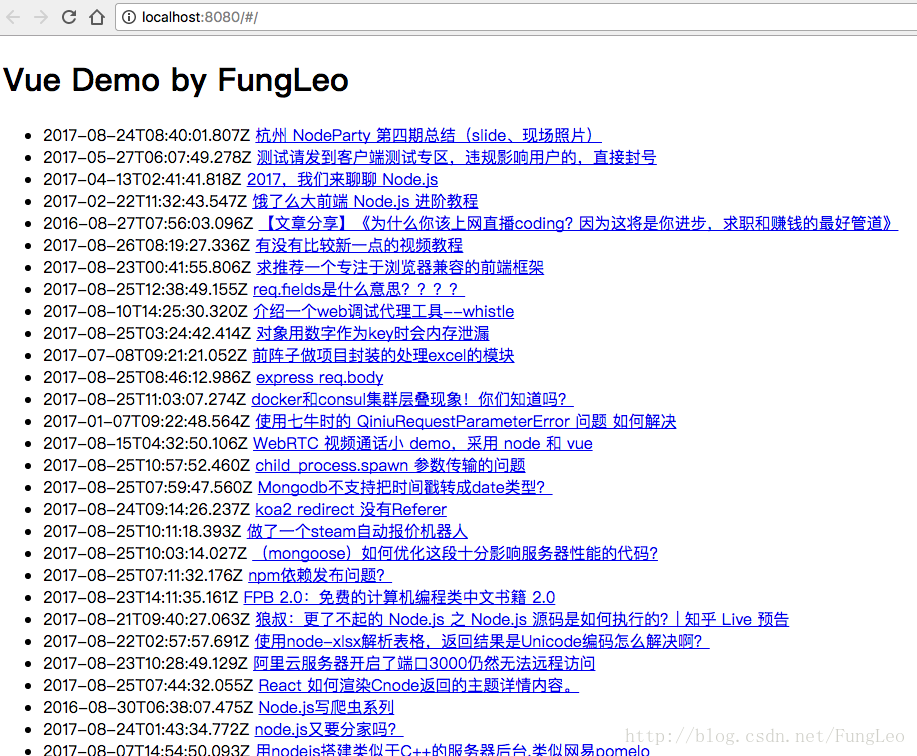 localhost:8080/#/
Vue Demo by FungLeo
2017-08-24T08:40:01.807Z 杭州 NodeParty 第四期总结（slide、现场照片）
2017-05-27T06:07:49.278Z 测试请发到客户端测试专区，违规影响用户的，直接封号
2017-04-13T02:41:41.818Z 2017，我们来聊聊 Node.js
2017-02-22T11:32:43.547Z 饿了么大前端 Node.js 进阶教程
2016-08-27T07:56:03.096Z 【文章分享】《为什么你该上网直播coding? 因为这将是你进步，求职和赚钱的最好管道》
2017-08-26T08:19:27.336Z 有没有比较新一点的视频教程
2017-08-23T00:41:55.806Z 求推荐一个专注于浏览器兼容的前端框架
2017-08-25T12:38:49.155Z req.fields是什么意思？？？？
2017-08-10T14:25:30.320Z 介绍一个web调试代理工具--whistle
2017-08-25T03:24:42.414Z 对象用数字作为key时会内存泄漏
2017-07-08T09:21:21.052Z 前阵子做项目封装的处理excel的模块
2017-08-25T08:46:12.986Z express req.body
2017-08-25T11:03:07.274Z docker和consul集群层叠现象！你们知道吗？
2017-01-07T09:22:48.564Z 使用七牛时的 QiniuRequestParameterError 问题 如何解决
2017-08-15T04:32:50.106Z WebRTC 视频通话小 demo，采用 node 和 vue
2017-08-25T10:57:52.460Z child_process.spawn 参数传输的问题
2017-08-25T07:59:47.560Z Mongodb不支持把时间戳转成date类型？
2017-08-24T09:14:26.237Z koa2 redirect 没有Referer
2017-08-25T10:11:18.393Z 做了一个steam自动报价机器人
2017-08-25T10:03:14.027Z （mongoose）如何优化这段十分影响服务器性能的代码?
2017-08-25T07:11:32.176Z npm依赖发布问题？
2017-08-23T14:11:35.161Z FPB 2.0：免费的计算机编程类中文书籍 2.0
2017-08-21T09:40:27.063Z 狼叔：更了不起的 Node.js 之 Node.js 源码是如何执行的? | 知乎 Live 预告
2017-08-22T02:57:57.691Z 使用node-xlsx解析表格，返回结果是Unicode编码怎么解决啊？
2017-08-23T10:28:49.129Z 阿里云服务器开启了端口3000仍然无法远程访问
2017-08-25T07:44:32.055Z React 如何渲染Cnode返回的主题详情内容。
2016-08-30T06:38:07.475Z Node.js写爬虫系列
2017-08-24T01:43:34.772Z node.js又要分家吗？
2017-08-07T14:54:50.093Z 用nodejs搭建类似于C++的服务器后台,类似网易pomelo
http://blog.csdn.net/FungLeo